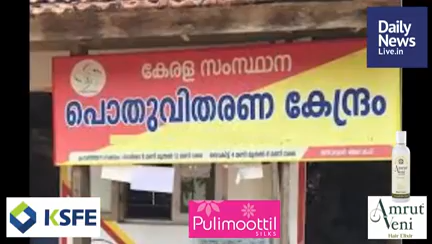 Daily
News
Live.in
കേരള സംസ്ഥാന
പൊതുവിതരണ കേന്ദ്രം
KSFE
Pulimoottil
SILKS
Amrut
Veni
Hair Elixir